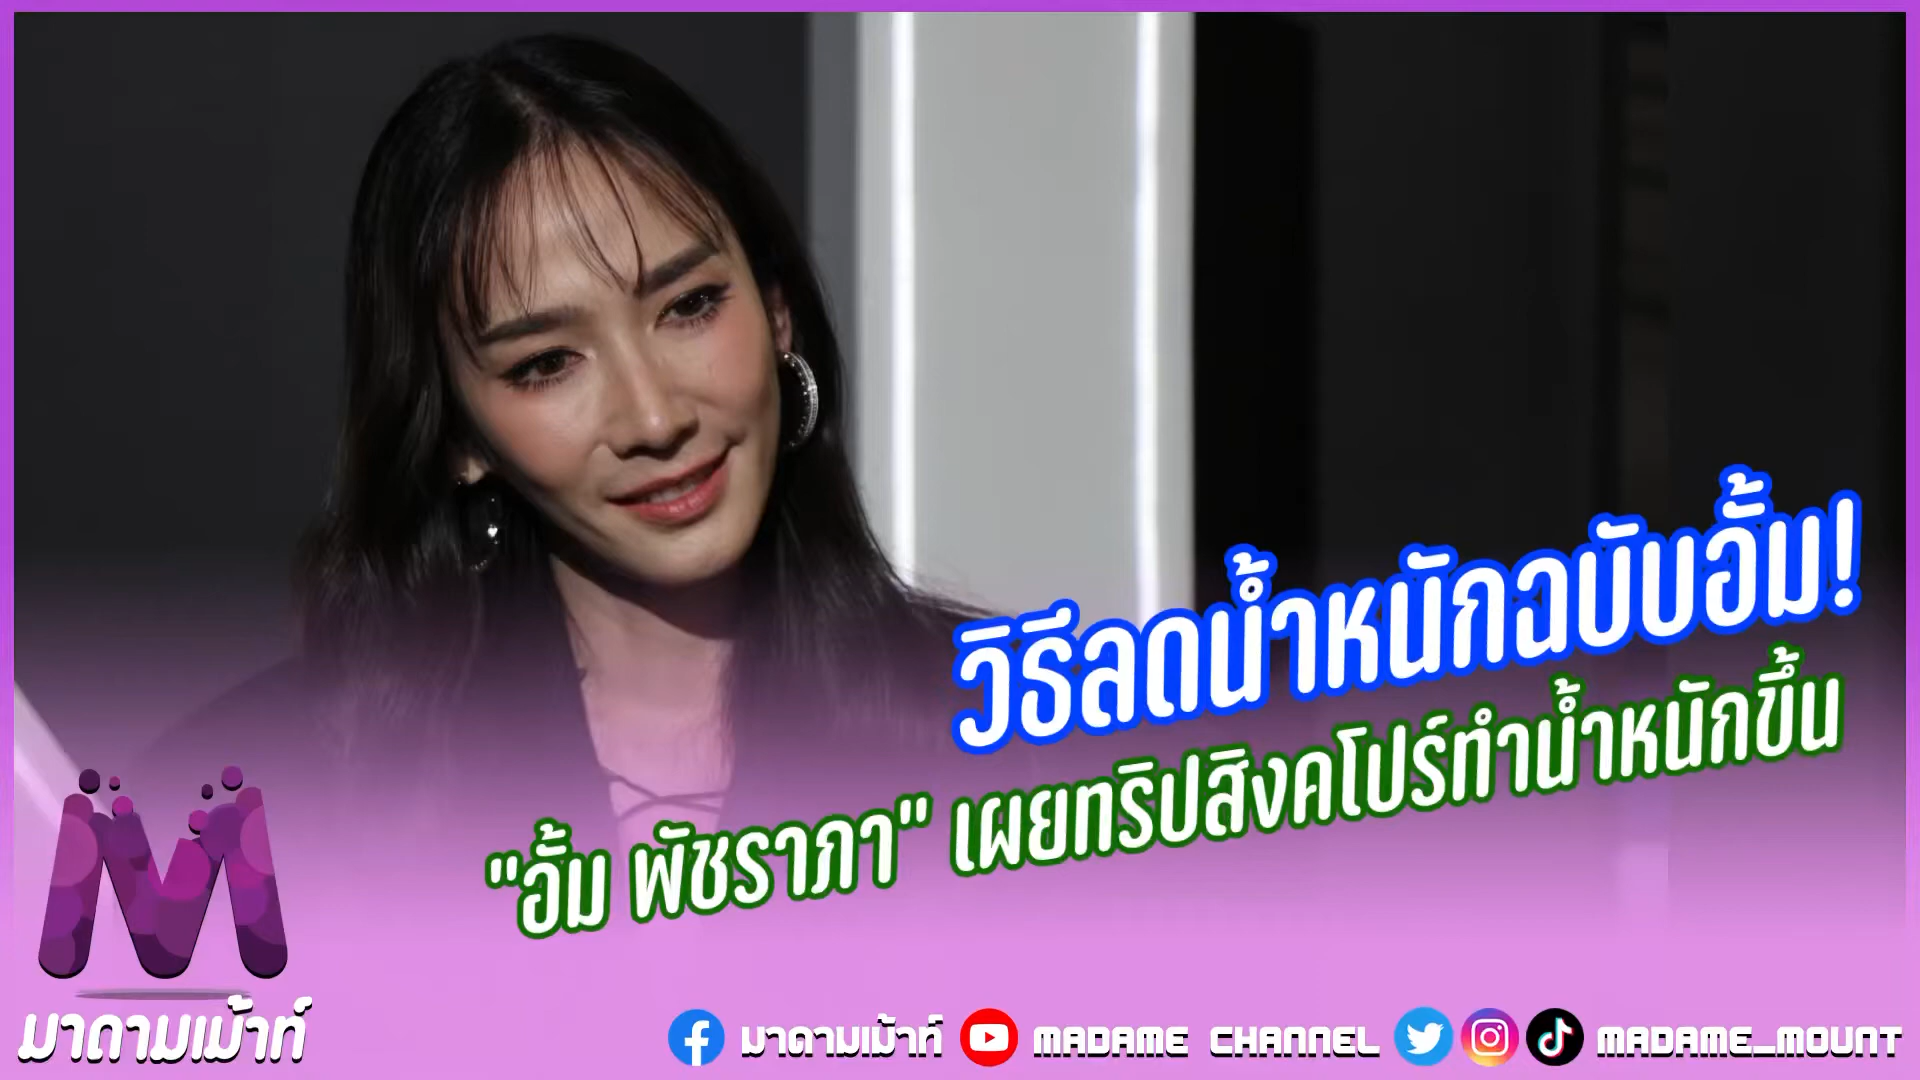 วิธีลดน้ำหนักฉบับอั้ม!
"อั้ม พัชราภา" เผยทริปสิงคโปร์ทำน้ำหนักขึ้น
M
มาดามเม้าท์
มาดามเม้าท์ MADAME CHANNEL MADAME_MOUNT